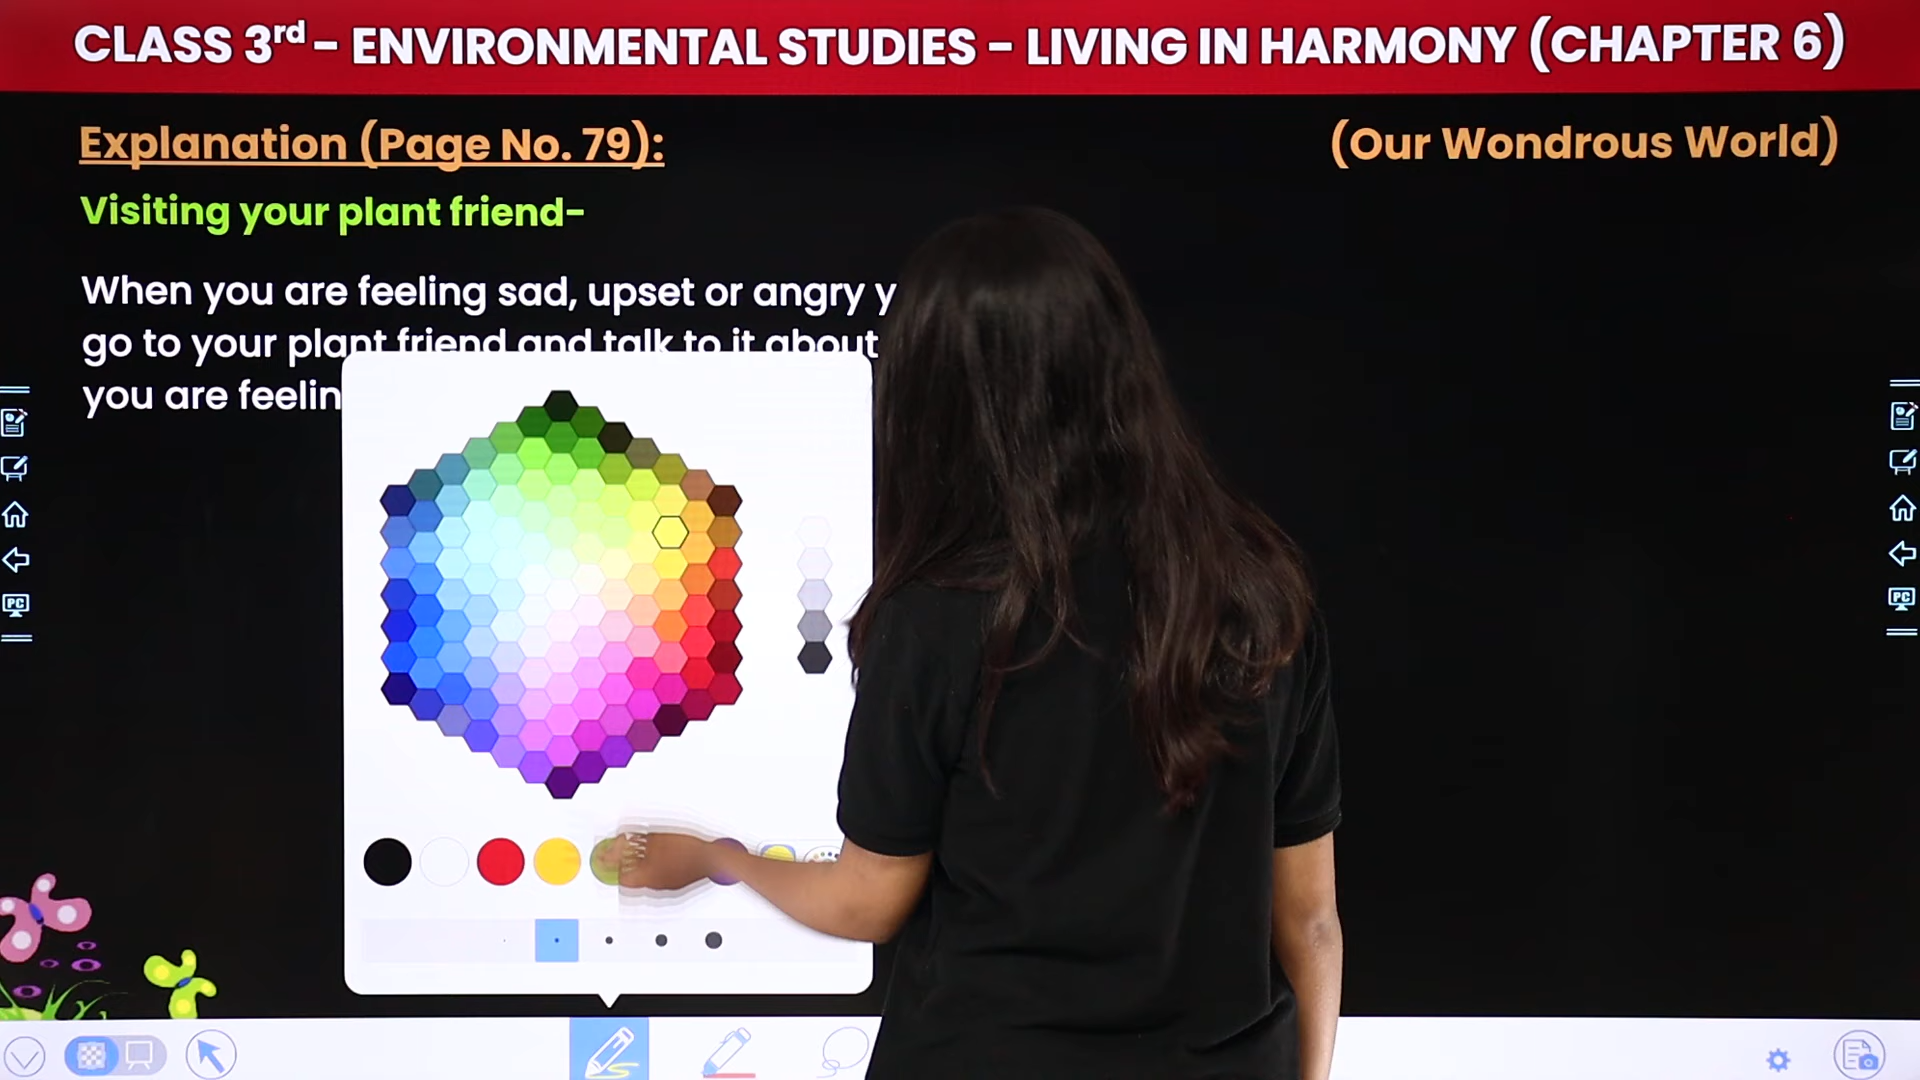 CLASS 3rd - ENVIRONMENTAL STUDIES - LIVING IN HARMONY (CHAPTER 6)
Explanation (Page No. 79):
(Our Wondrous World)
Visiting your plant friend-
When you are feeling sad, upset or angry y
go to your plant friend and talk to it about
you are feelin
PC
PC